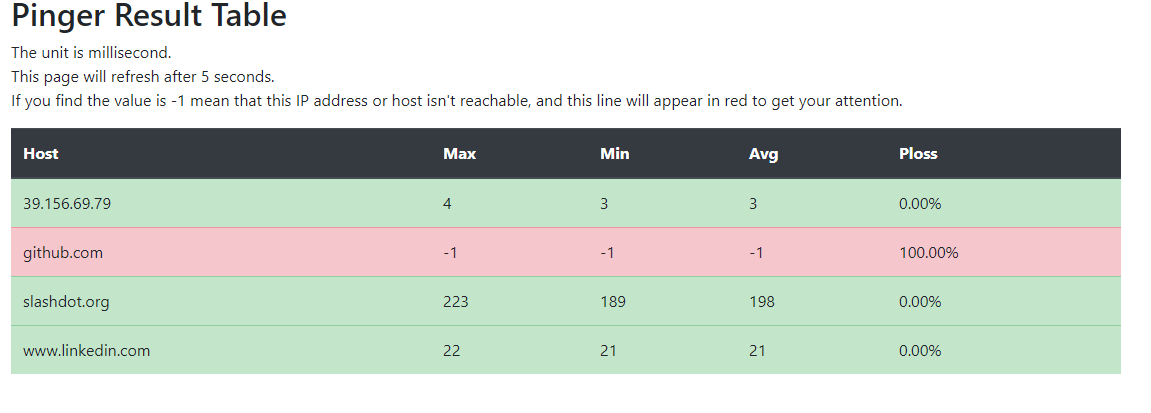 Pinger Result Table
The unit is millisecond.
This page will refresh after 5 seconds.
If you find the value is -1 mean that this IP address or host isn't reachable, and this line will appear in red to get your attention.
Host Max Min Avg Ploss
39.156.69.79 4 3 3 0.00%
github.com -1 -1 -1 100.00%
slashdot.org 223 189 198 0.00%
www.linkedin.com 22 21 21 0.00%